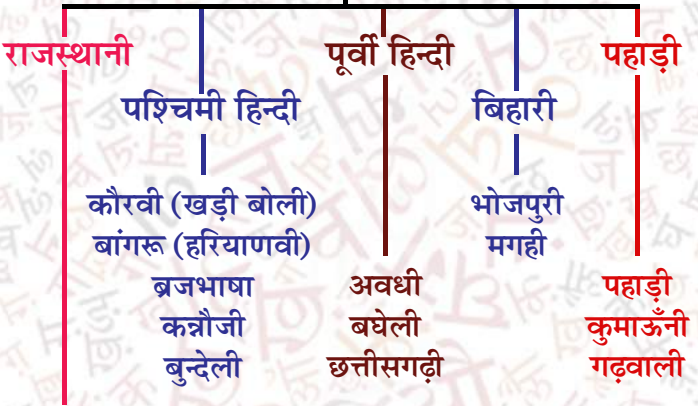 राजस्थानी
पूर्वी हिन्दी
पहाड़ी
पश्चिमी हिन्दी
बिहारी
कौरवी (खड़ी बोली)
बांगरू (हरियाणवी)
ब्रजभाषा
कन्नौजी
बुन्देली
भोजपुरी
मगही
अवधी
बघेली
छत्तीसगढ़ी
पहाड़ी
कुमाऊँनी
गढ़वाली